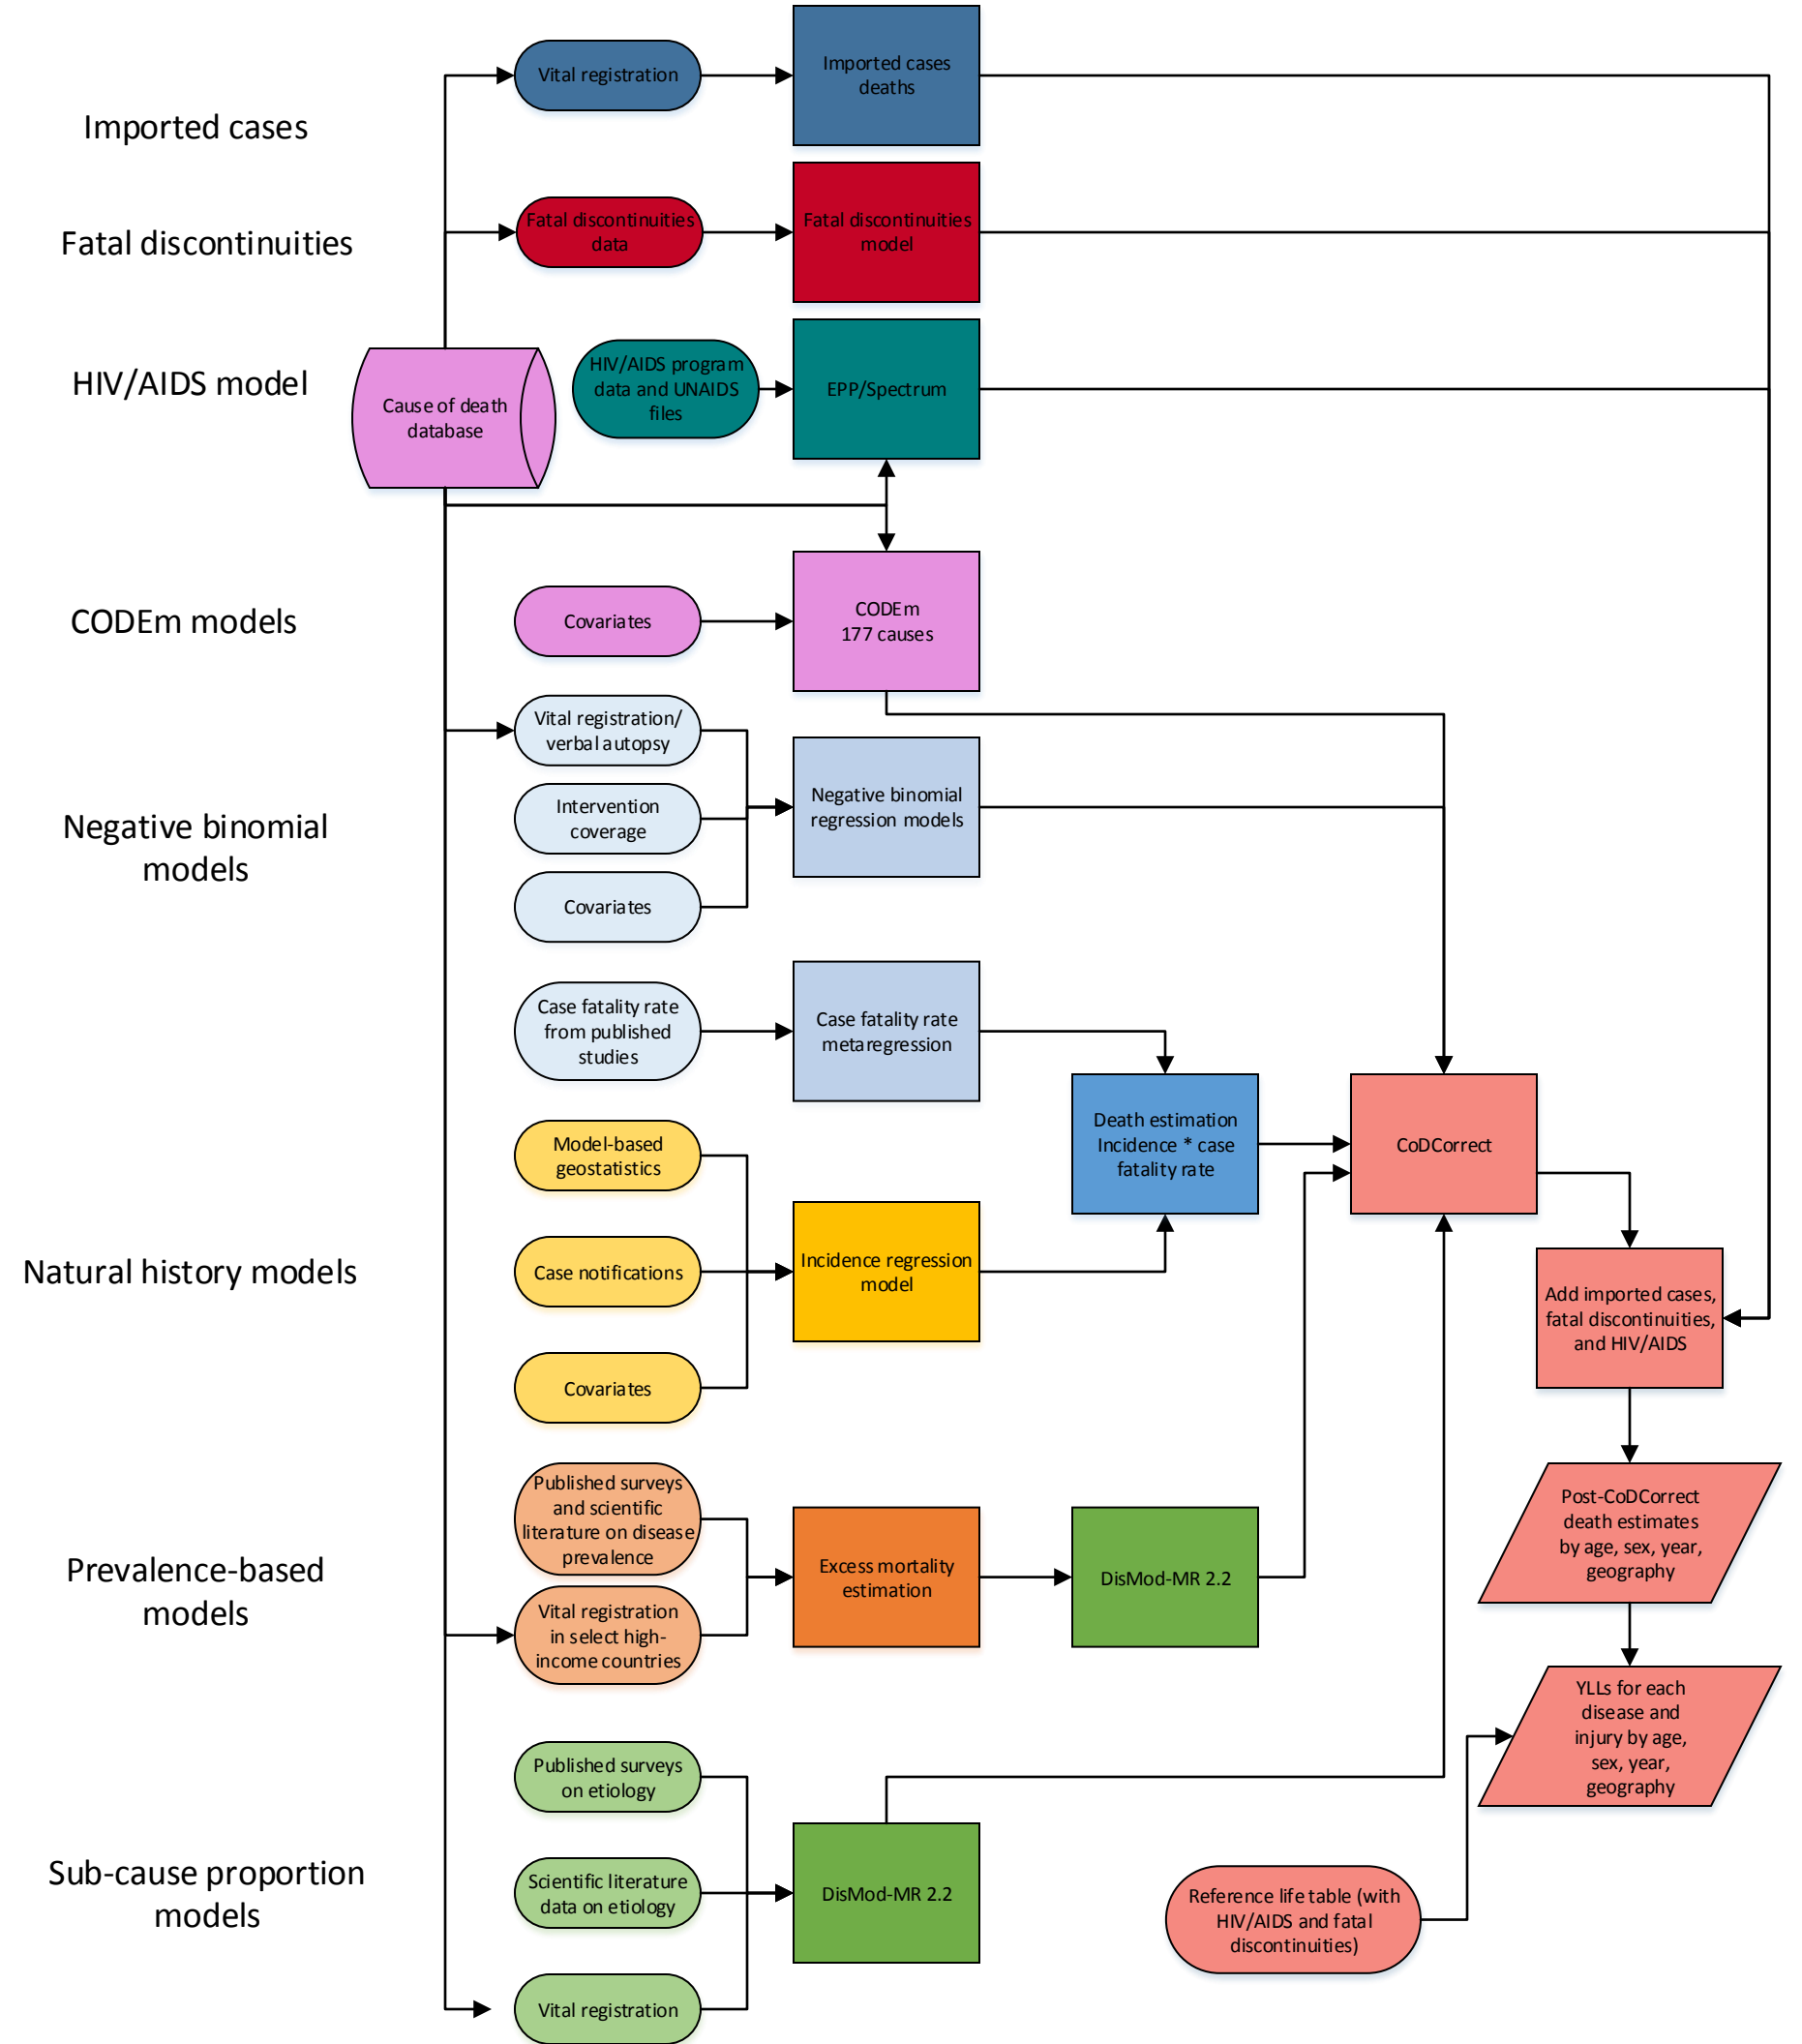 Imported cases
Vital registration
Imported cases
deaths
Fatal discontinuities
Fatal discontinuities
data
Fatal discontinuities
model
HIV/AIDS model
Cause of death
database
HIV/AIDS program
data and UNAIDS
files
EPP/Spectrum
CODEm models
Covariates
CODEm
177 causes
Negative binomial
models
Vital registration/
verbal autopsy
Intervention
coverage
Covariates
Negative binomial
regression models
Case fatality rate
from published
studies
Case fatality rate
metaregression
Death estimation
Incidence * case
fatality rate
CoDCorrect
Natural history models
Model-based
geostatistics
Case notifications
Covariates
Incidence regression
model
Add imported cases,
fatal discontinuities,
and HIV/AIDS
Prevalence-based
models
Published surveys
and scientific
literature on disease
prevalence
Vital registration
in select high-
income countries
Excess mortality
estimation
DisMod-MR 2.2
Post-CoDCorrect
death estimates
by age, sex, year,
geography
YLLs for each
disease and
injury by age,
sex, year,
geography
Sub-cause proportion
models
Published surveys
on etiology
Scientific literature
data on etiology
Vital registration
DisMod-MR 2.2
Reference life table (with
HIV/AIDS and fatal
discontinuities)